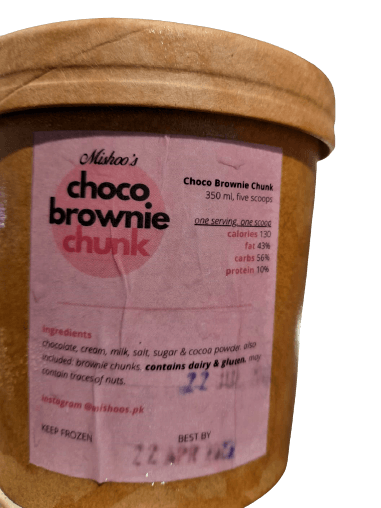 Mishoo's
choco
brownie
chunk
Choco Brownie Chunk
350 ml, five scoops
one serving, one scoop
calories 130
fat 43%
carbs 56%
protein 10%
ingredients
chocolate, cream, milk, salt, sugar & cocoa powder. also
included: brownie chunks. contains dairy & gluten. may
contain traces of nuts.
22
instagram @mishoos.pk
KEEP FROZEN
BEST BY
22 APR